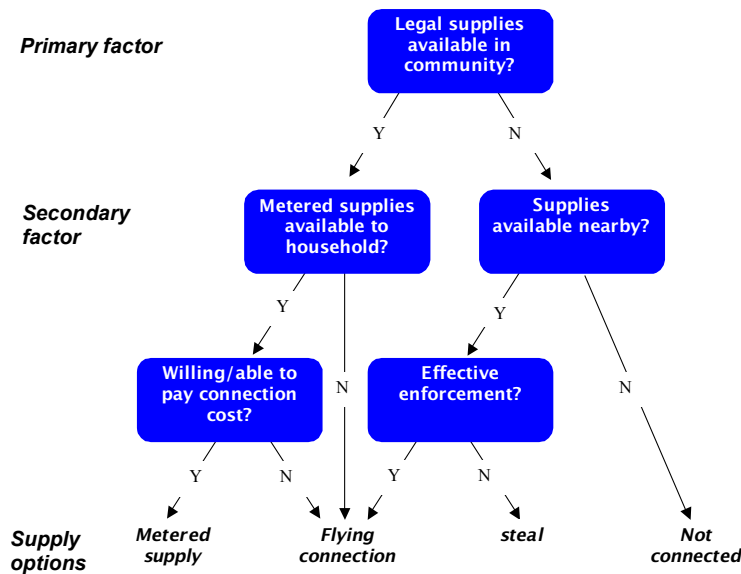 Primary factor
Legal supplies
available in
community?
Y
N
Secondary
factor
Metered supplies
available to
household?
Supplies
available nearby?
Y
Y
Willing/able to
pay connection
cost?
N
Effective
enforcement?
N
Y
N
Y
N
Supply
options
Metered
supply
Flying
connection
steal
Not
connected